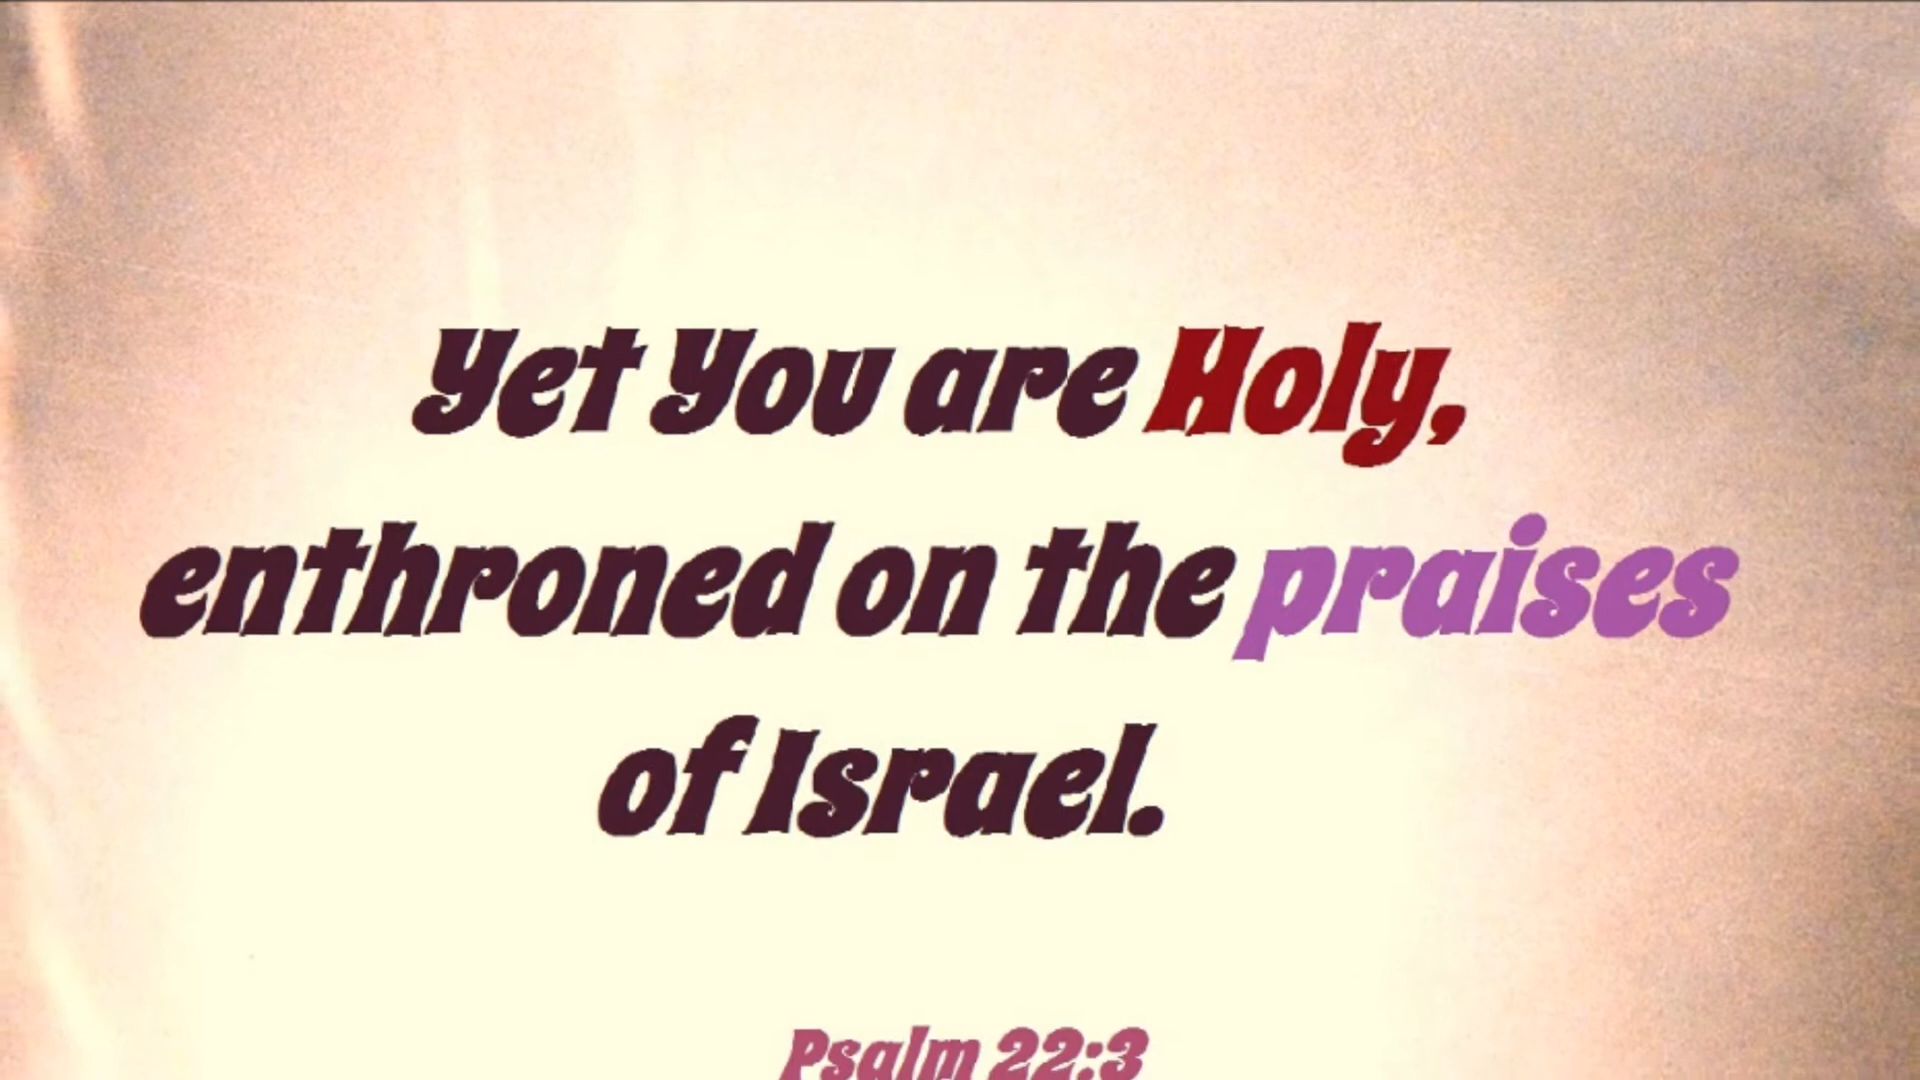 Yet You are Holy,
enthroned on the praises
of Israel.
Psalm 22:3